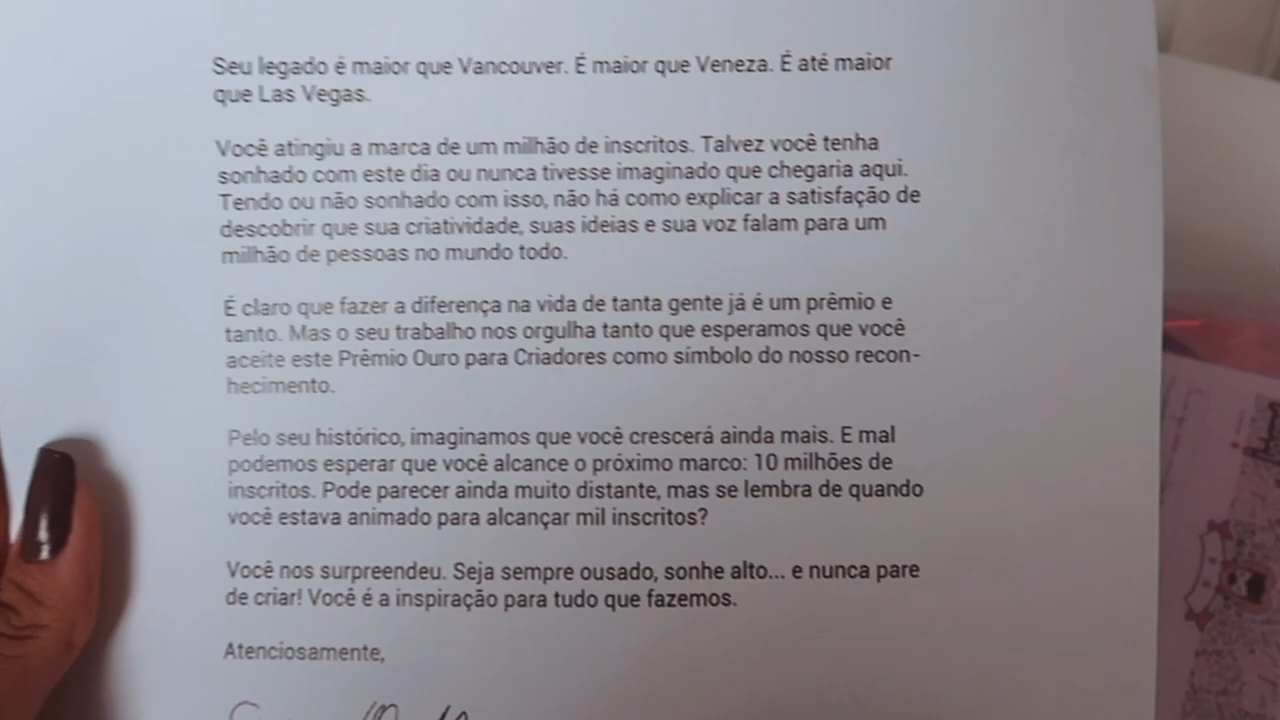 Seu legado é maior que Vancouver. É maior que Veneza. É até maior
que Las Vegas.
Você atingiu a marca de um milhão de inscritos. Talvez você tenha
sonhado com este dia ou nunca tivesse imaginado que chegaria aqui.
Tendo ou não sonhado com isso, não há como explicar a satisfação de
descobrir que sua criatividade, suas ideias e sua voz falam para um
milhão de pessoas no mundo todo.
É claro que fazer a diferença na vida de tanta gente já é um prêmio e
tanto. Mas o seu trabalho nos orgulha tanto que esperamos que você
aceite este Prêmio Ouro para Criadores como símbolo do nosso recon-
hecimento.
Pelo seu histórico, imaginamos que você crescerá ainda mais. E mal
podemos esperar que você alcance o próximo marco: 10 milhões de
inscritos. Pode parecer ainda muito distante, mas se lembra de quando
você estava animado para alcançar mil inscritos?
Você nos surpreendeu. Seja sempre ousado, sonhe alto... e nunca pare
de criar! Você é a inspiração para tudo que fazemos.
Atenciosamente,